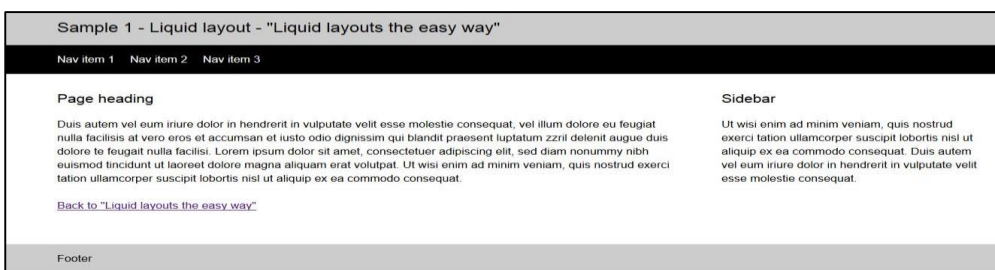 Sample 1 - Liquid layout - "Liquid layouts the easy way"
Nav item 1 Nav item 2 Nav item 3
Page heading
Duis autem vel eum iriure dolor in hendrerit in vulputate velit esse molestie consequat, vel illum dolore eu feugiat
nulla facilisis at vero eros et accumsan et iusto odio dignissim qui blandit praesent luptatum zzril delenit augue duis
dolore te feugait nulla facilisi. Lorem ipsum dolor sit amet, consectetuer adipiscing elit, sed diam nonummy nibh
euismod tincidunt ut laoreet dolore magna aliquam erat volutpat. Ut wisi enim ad minim veniam, quis nostrud exerci
tation ullamcorper suscipit lobortis nisl ut aliquip ex ea commodo consequat.
Back to "Liquid layouts the easy way"
Sidebar
Ut wisi enim ad minim veniam, quis nostrud
exerci tation ullamcorper suscipit lobortis nisl ut
aliquip ex ea commodo consequat. Duis autem
vel eum iriure dolor in hendrerit in vulputate velit
esse molestie consequat.
Footer